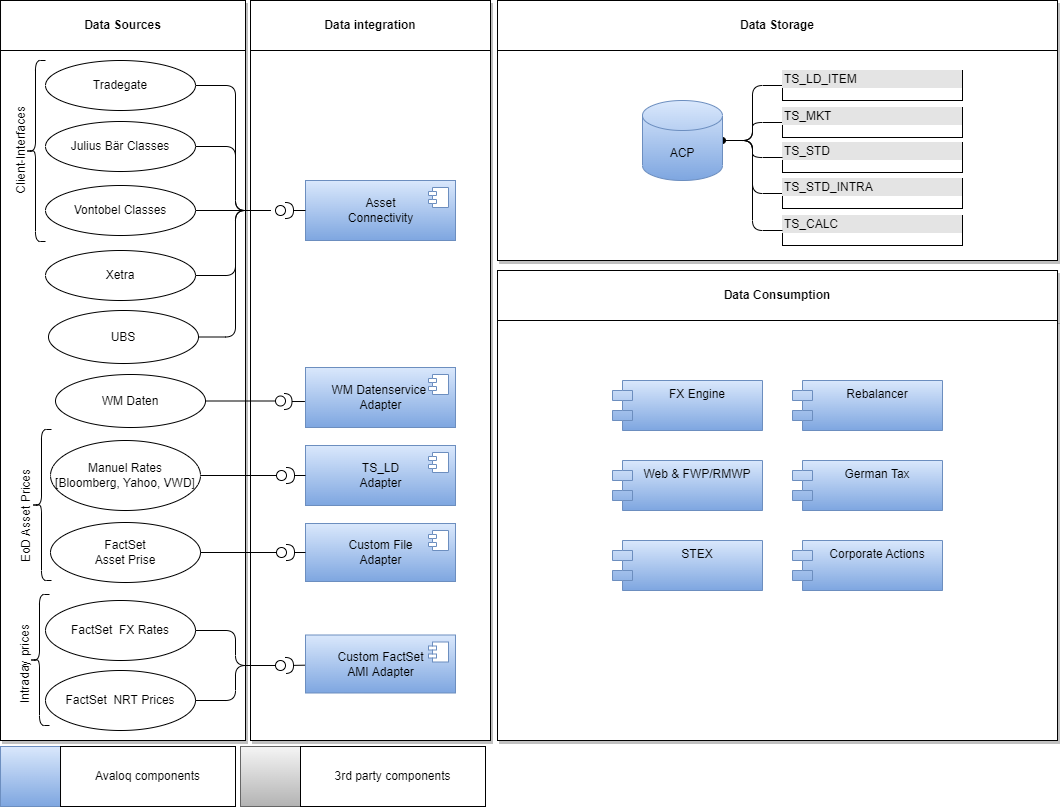 Data Sources
Client-Interfaces
Tradegate
Julius Bär Classes
Vontobel Classes
Xetra
UBS
WM Daten
EoD Asset Prices
Manuel Rates
[Bloomberg, Yahoo, VWD]
FactSet
Asset Prise
Intraday prices
FactSet  FX Rates
FactSet  NRT Prices
Data integration
Asset
Connectivity
WM Datenservice
Adapter
TS_LD
Adapter
Custom File
Adapter
Custom FactSet
AMI Adapter
Data Storage
ACP
TS_LD_ITEM
TS_MKT
TS_STD
TS_STD_INTRA
TS_CALC
Data Consumption
FX Engine
Rebalancer
Web & FWP/RMWP
German Tax
STEX
Corporate Actions
Avaloq components
3rd party components